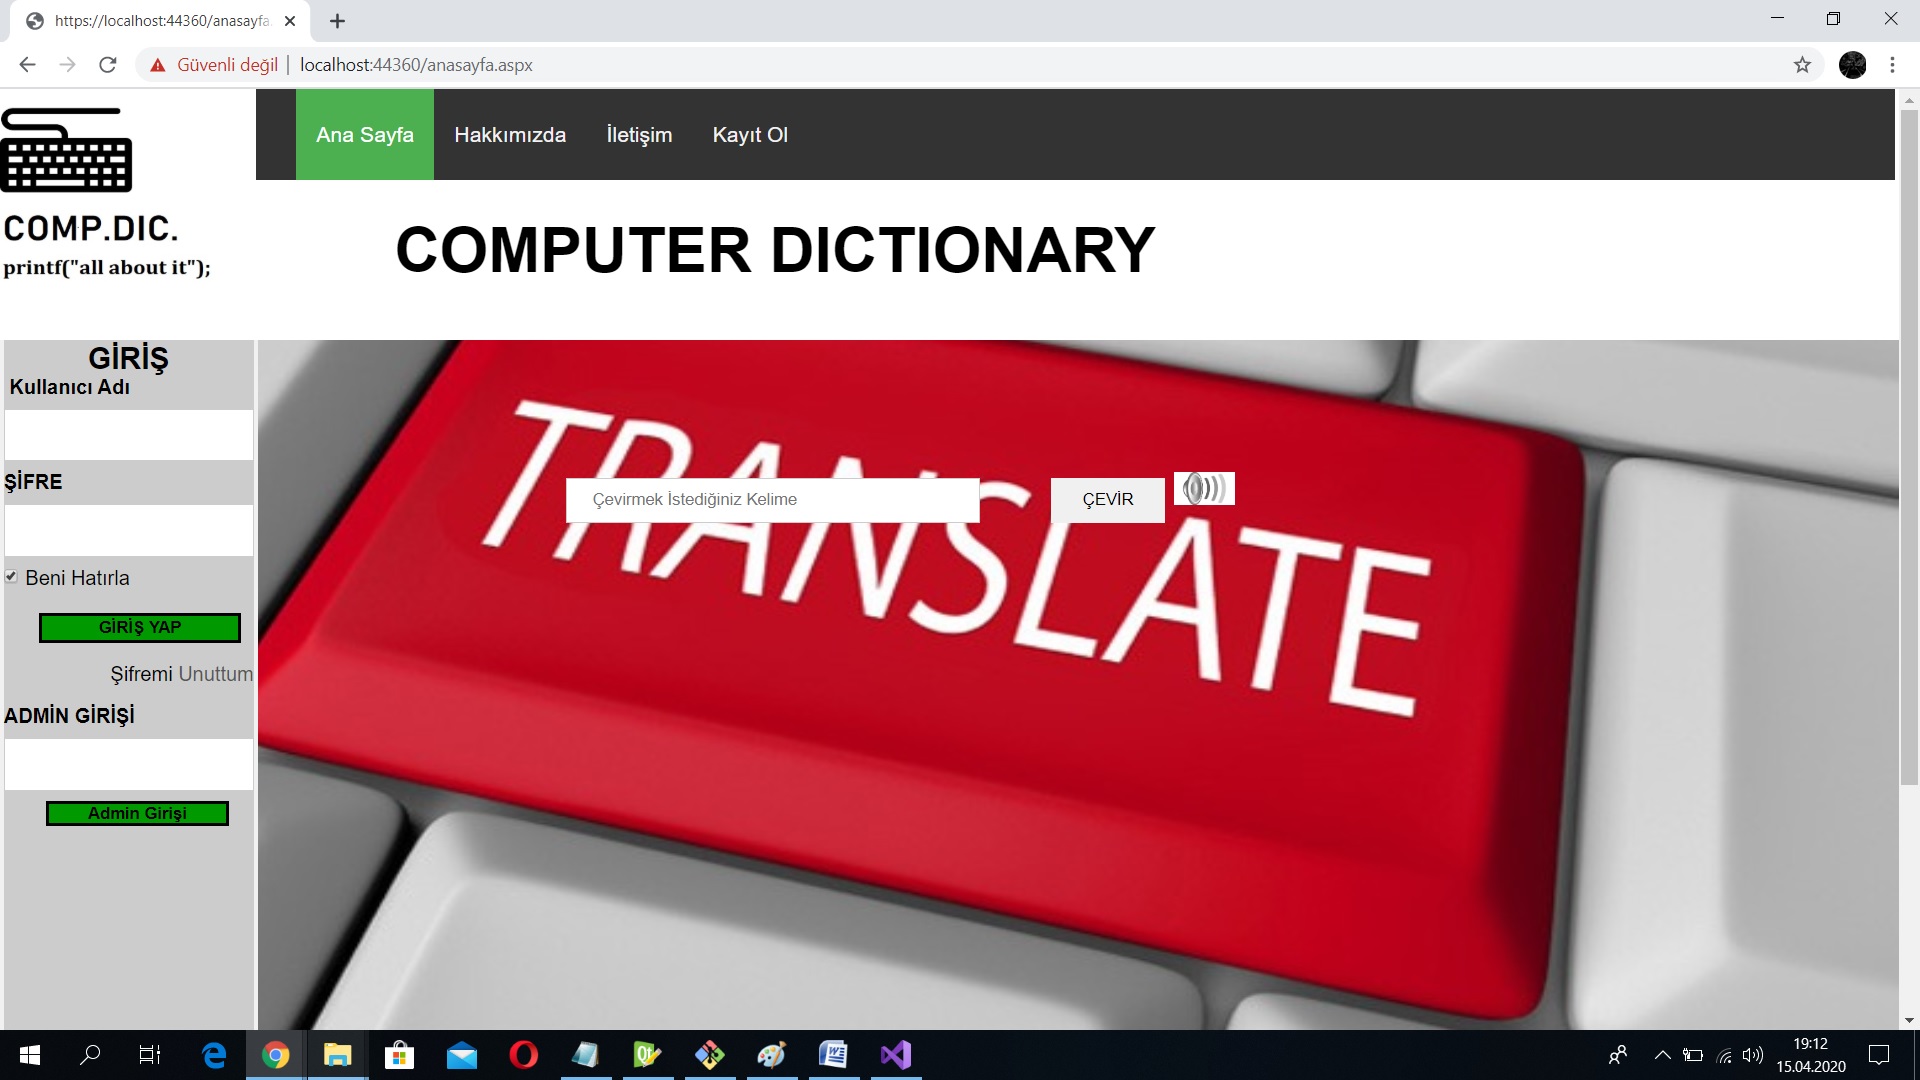 https://localhost:44360/anasayfa
Güvenli değil | localhost:44360/anasayfa.aspx
Ana Sayfa Hakkımızda İletişim Kayıt Ol
COMP.DIC.
printf("all about it");
COMPUTER DICTIONARY
GİRİŞ
Kullanıcı Adı
ŞİFRE
Beni Hatırla
GİRİŞ YAP
Şifremi Unuttum
ADMİN GİRİŞİ
Admin Girişi
TRANSLATE
Çevirmek İstediğiniz Kelime
ÇEVİR
19:12
15.04.2020